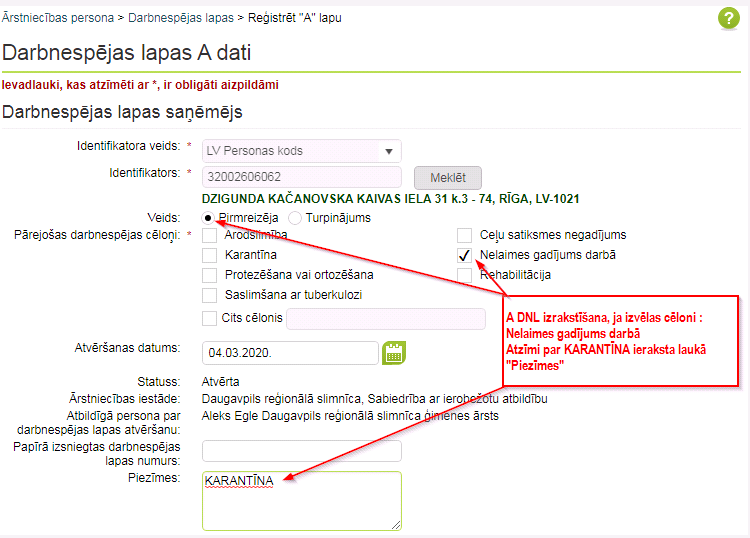 Ārstniecības persona > Darbnespējas lapas > Reģistrēt "A" lapu
?
Darbnespējas lapas A dati
Ievadlauki, kas atzīmēti ar *, ir obligāti aizpildāmi
Darbnespējas lapas saņēmējs
Identifikatora veids: * LV Personas kods
Identifikators: * 32002606062 Meklēt
DZIGUNDA KAČANOVSKA KAIVAS IELA 31 k.3 - 74, RĪGA, LV-1021
Veids: Pirmreizēja Turpinājums
Pārejošas darbnespējas cēloņi: * Arodslimība Ceļu satiksmes negadījums
Karantīna Nelaimes gadījums darbā
Protezēšana vai ortozēšana Rehabilitācija
Saslimšana ar tuberkulozi
Cits cēlonis
A DNL izrakstīšana, ja izvēlas cēloni :
Nelaimes gadījums darbā
Atzīmi par KARANTĪNA ieraksta laukā
"Piezīmes"
Atvēršanas datums: 04.03.2020.
Statuss: Atvērta
Ārstniecības iestāde: Daugavpils reģionālā slimnīca, Sabiedrība ar ierobežotu atbildību
Atbildīgā persona par
darbnespējas lapas atvēršanu: Aleks Egle Daugavpils reģionālā slimnīca ģimenes ārsts
Papīrā izsniegtas darbnespējas
lapas numurs:
Piezīmes: KARANTĪNA